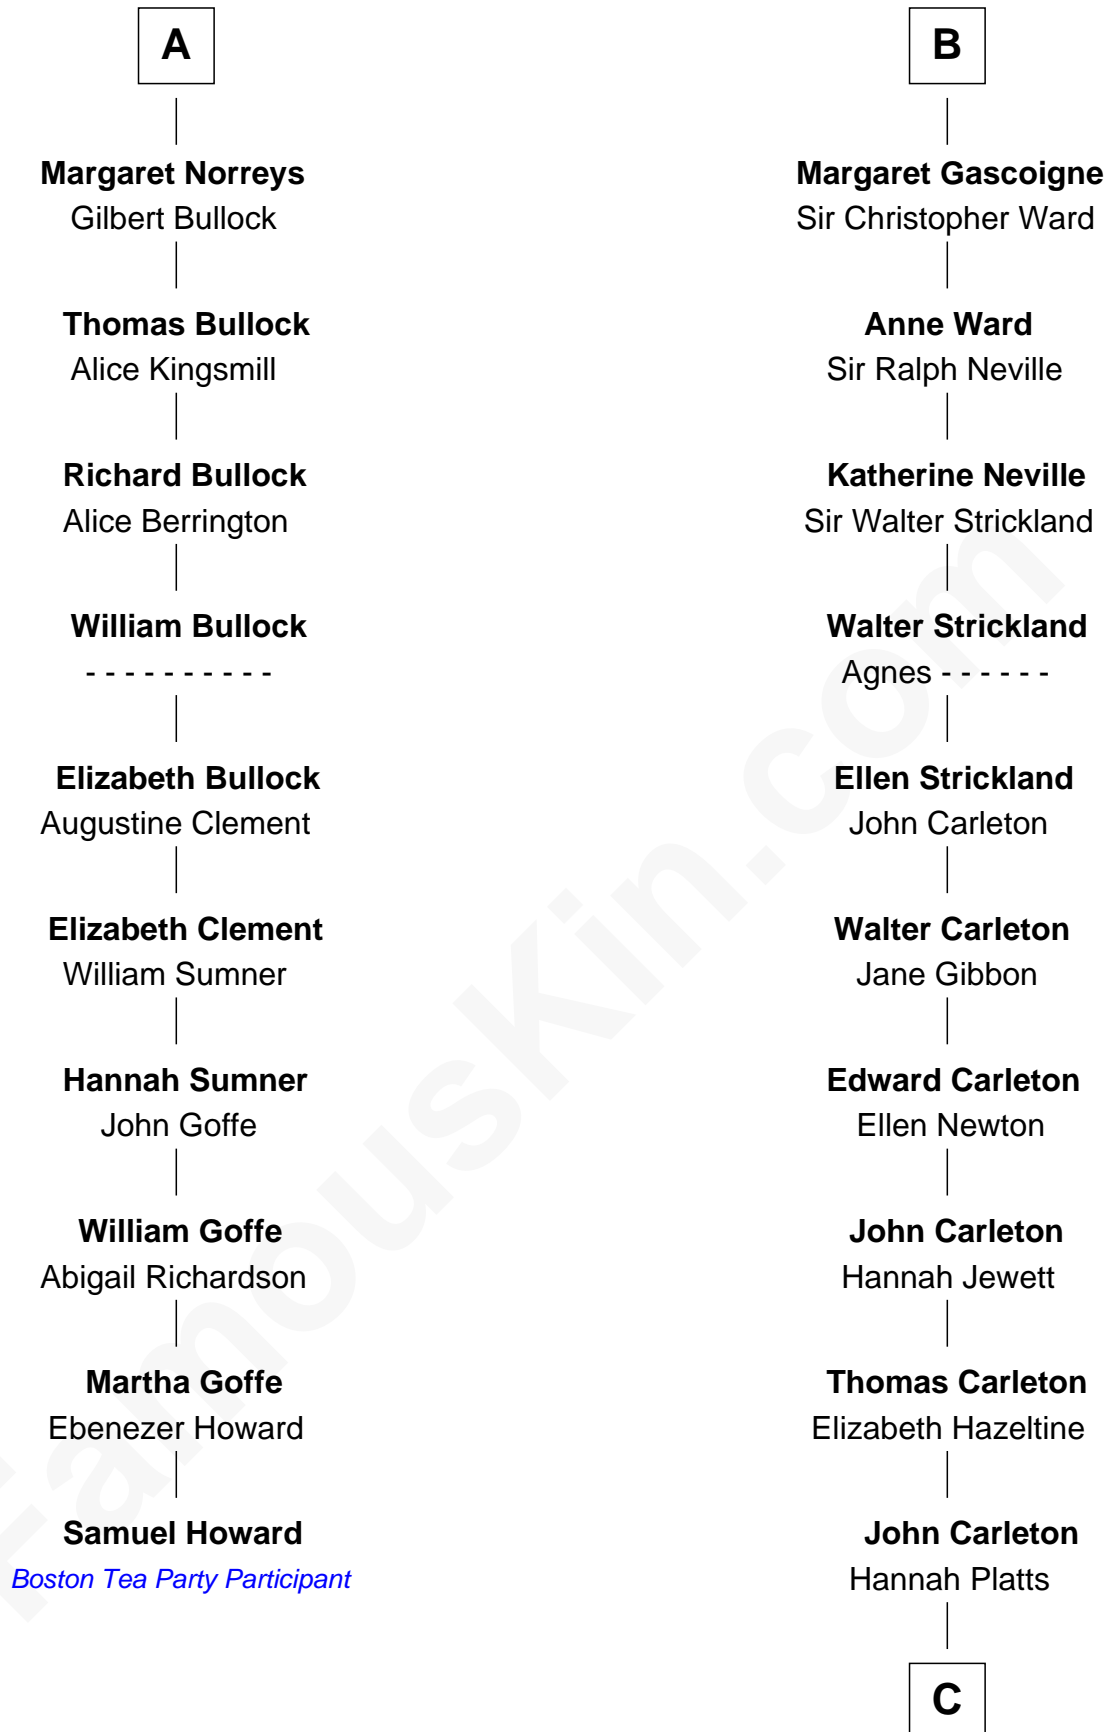 A
Margaret Norreys
Gilbert Bullock
Thomas Bullock
Alice Kingsmill
Richard Bullock
Alice Berrington
William Bullock
- - - - - - - - - -
Elizabeth Bullock
Augustine Clement
Elizabeth Clement
William Sumner
Hannah Sumner
John Goffe
William Goffe
Abigail Richardson
Martha Goffe
Ebenezer Howard
Samuel Howard
Boston Tea Party Participant
B
Margaret Gascoigne
Sir Christopher Ward
Anne Ward
Sir Ralph Neville
Katherine Neville
Sir Walter Strickland
Walter Strickland
Agnes - - - - - -
Ellen Strickland
John Carleton
Walter Carleton
Jane Gibbon
Edward Carleton
Ellen Newton
John Carleton
Hannah Jewett
Thomas Carleton
Elizabeth Hazeltine
John Carleton
Hannah Platts
C
FamousKin.com